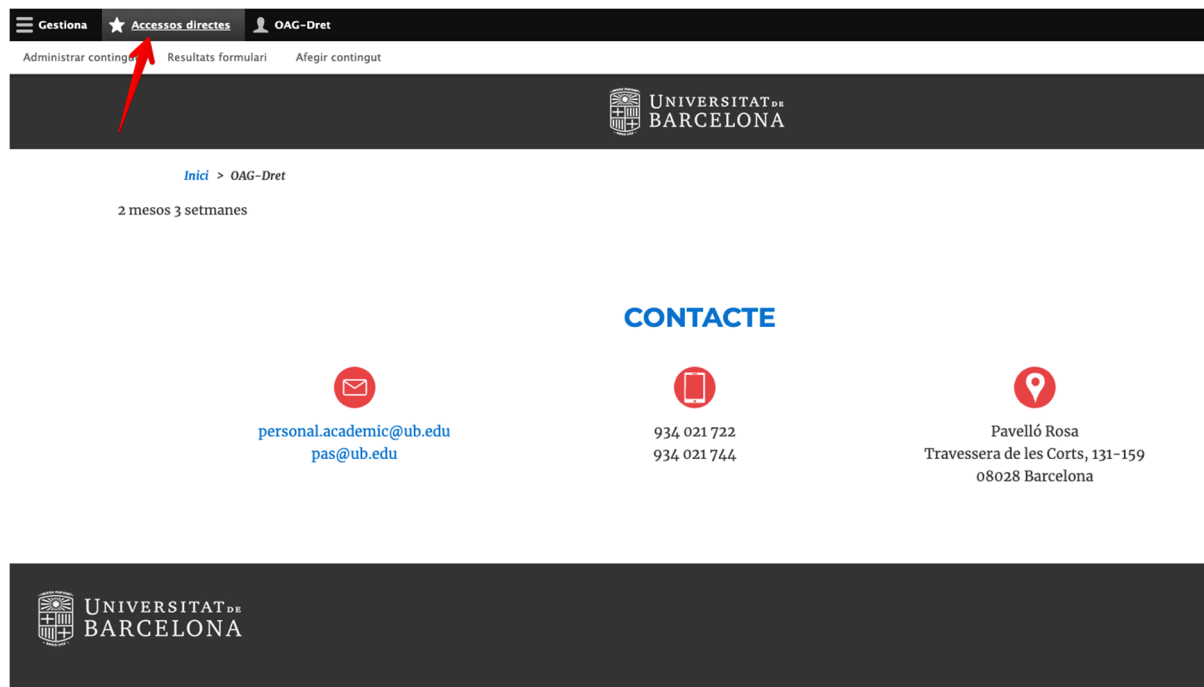 Gestiona Accessos directes OAG-Dret
Administrar contingut Resultats formulari Afegir contingut
UNIVERSITAT DE
BARCELONA
Inici > OAG-Dret
2 mesos 3 setmanes
CONTACTE
personal.academic@ub.edu
pas@ub.edu
934 021 722
934 021 744
Pavelló Rosa
Travessera de les Corts, 131-159
08028 Barcelona
UNIVERSITAT DE
BARCELONA